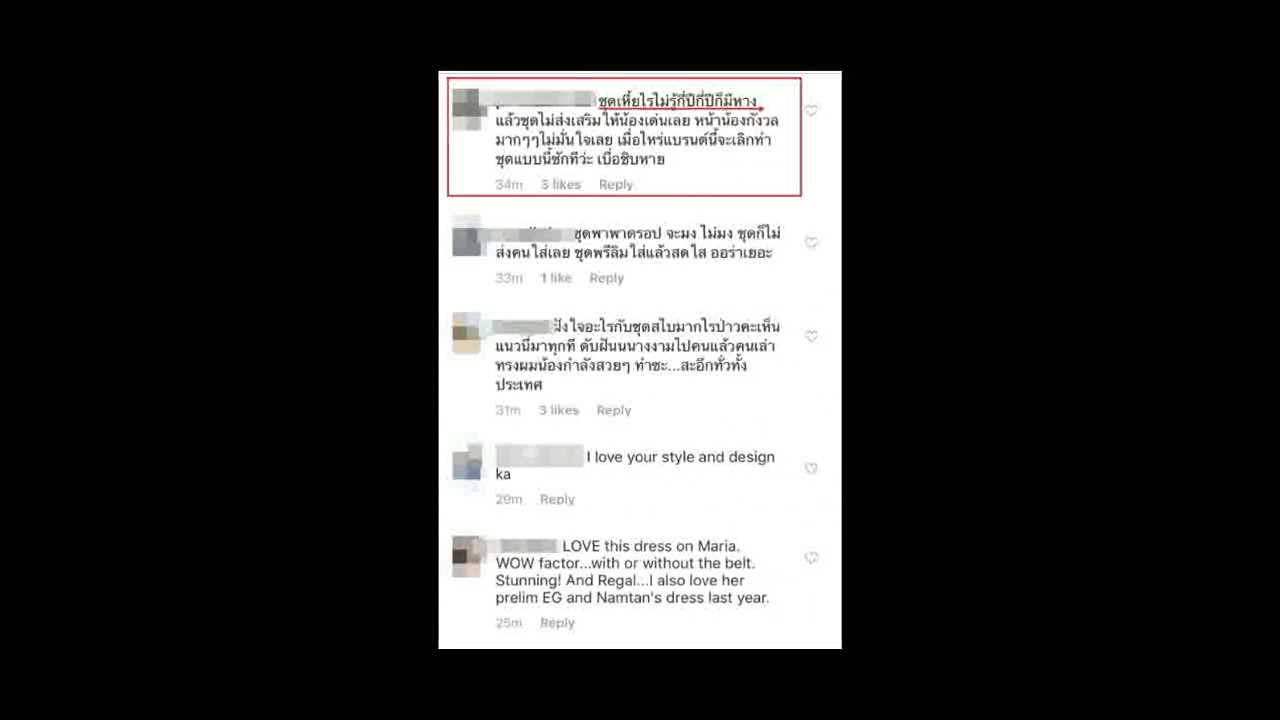 ชุดเหี้ยไรไม่รู้กี่ปีกี่ปีก็มีหาง
แล้วชุดไม่ส่งเสริมให้น้องเด่นเลย หน้าน้องกังวล
มากๆๆไม่มั่นใจเลย เมื่อไหร่แบรนด์นี้จะเลิกทำ
ชุดแบบนี้ซักทีว่ะ เบื่อชิบหาย
34m 3 likes Reply
ชุดพาพาดรอป จะมง ไม่มง ชุดก็ไม่
ส่งคนใส่เลย ชุดพรีลิมใส่แล้วสดใส ออร่าเยอะ
33m 1 like Reply
ฝังใจอะไรกับชุดสไบมากไรป่าวคะเห็น
แนวนี้มาทุกที ดับฝันนนางงามไปคนแล้วคนเล่า
ทรงผมน้องกำลังสวยๆ ทำซะ...สะอึกทั่วทั้ง
ประเทศ
31m 3 likes Reply
I love your style and design
ka
29m Reply
LOVE this dress on Maria.
WOW factor...with or without the belt.
Stunning! And Regal...I also love her
prelim EG and Namtan's dress last year.
25m Reply